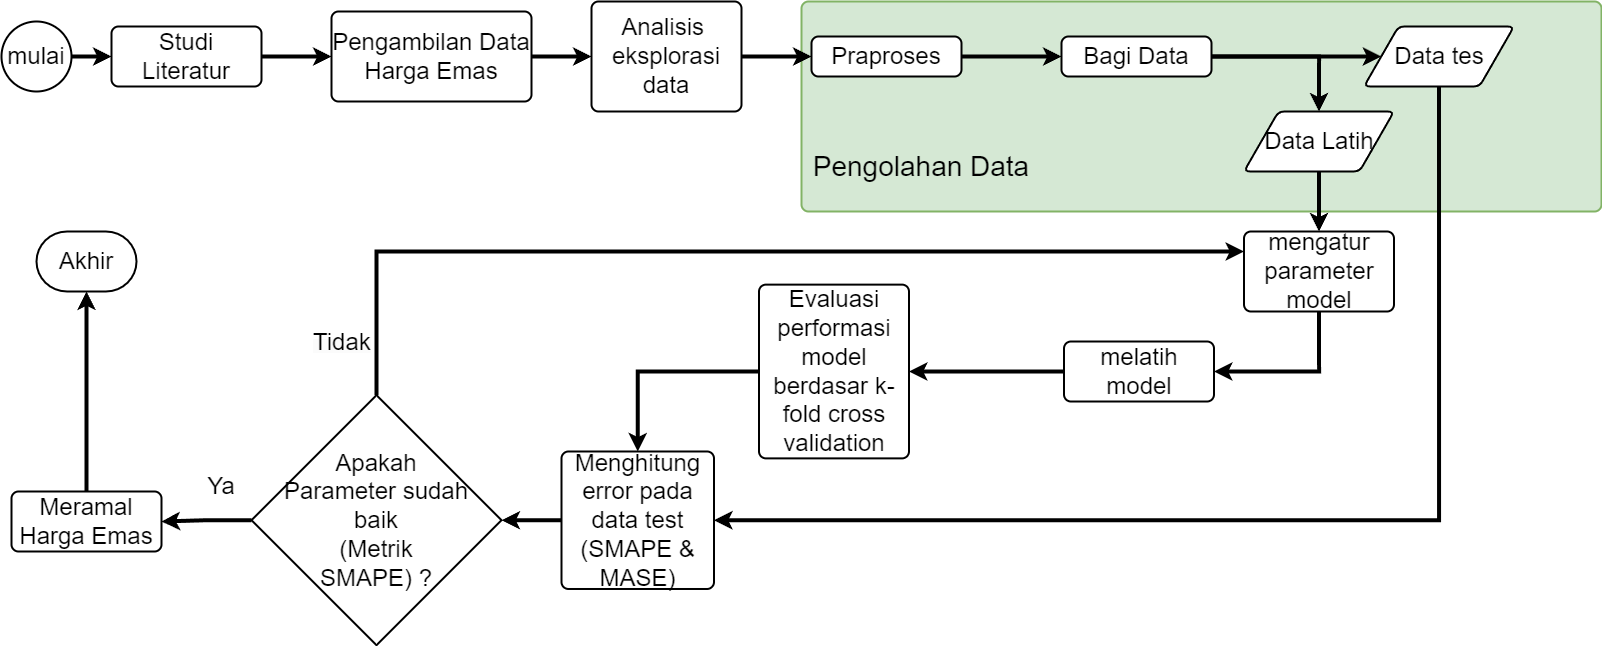 mulai
Studi
Literatur
Pengambilan Data
Harga Emas
Analisis
eksplorasi
data
Praproses
Bagi Data
Data tes
Data Latih
Pengolahan Data
mengatur
parameter
model
melatih
model
Evaluasi
performasi
model
berdasar k-
fold cross
validation
Menghitung
error pada
data test
(SMAPE &
MASE)
Apakah
Parameter sudah
baik
(Metrik
SMAPE) ?
Tidak
Ya
Meramal
Harga Emas
Akhir